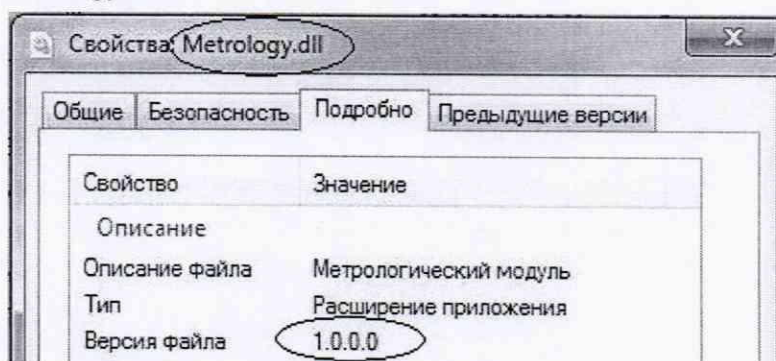 Свойства: Metrology.dll
Общие Безопасность Подробно Предыдущие версии
Свойство Значение
Описание
Описание файла Метрологический модуль
Тип Расширение приложения
Версия файла 1.0.0.0